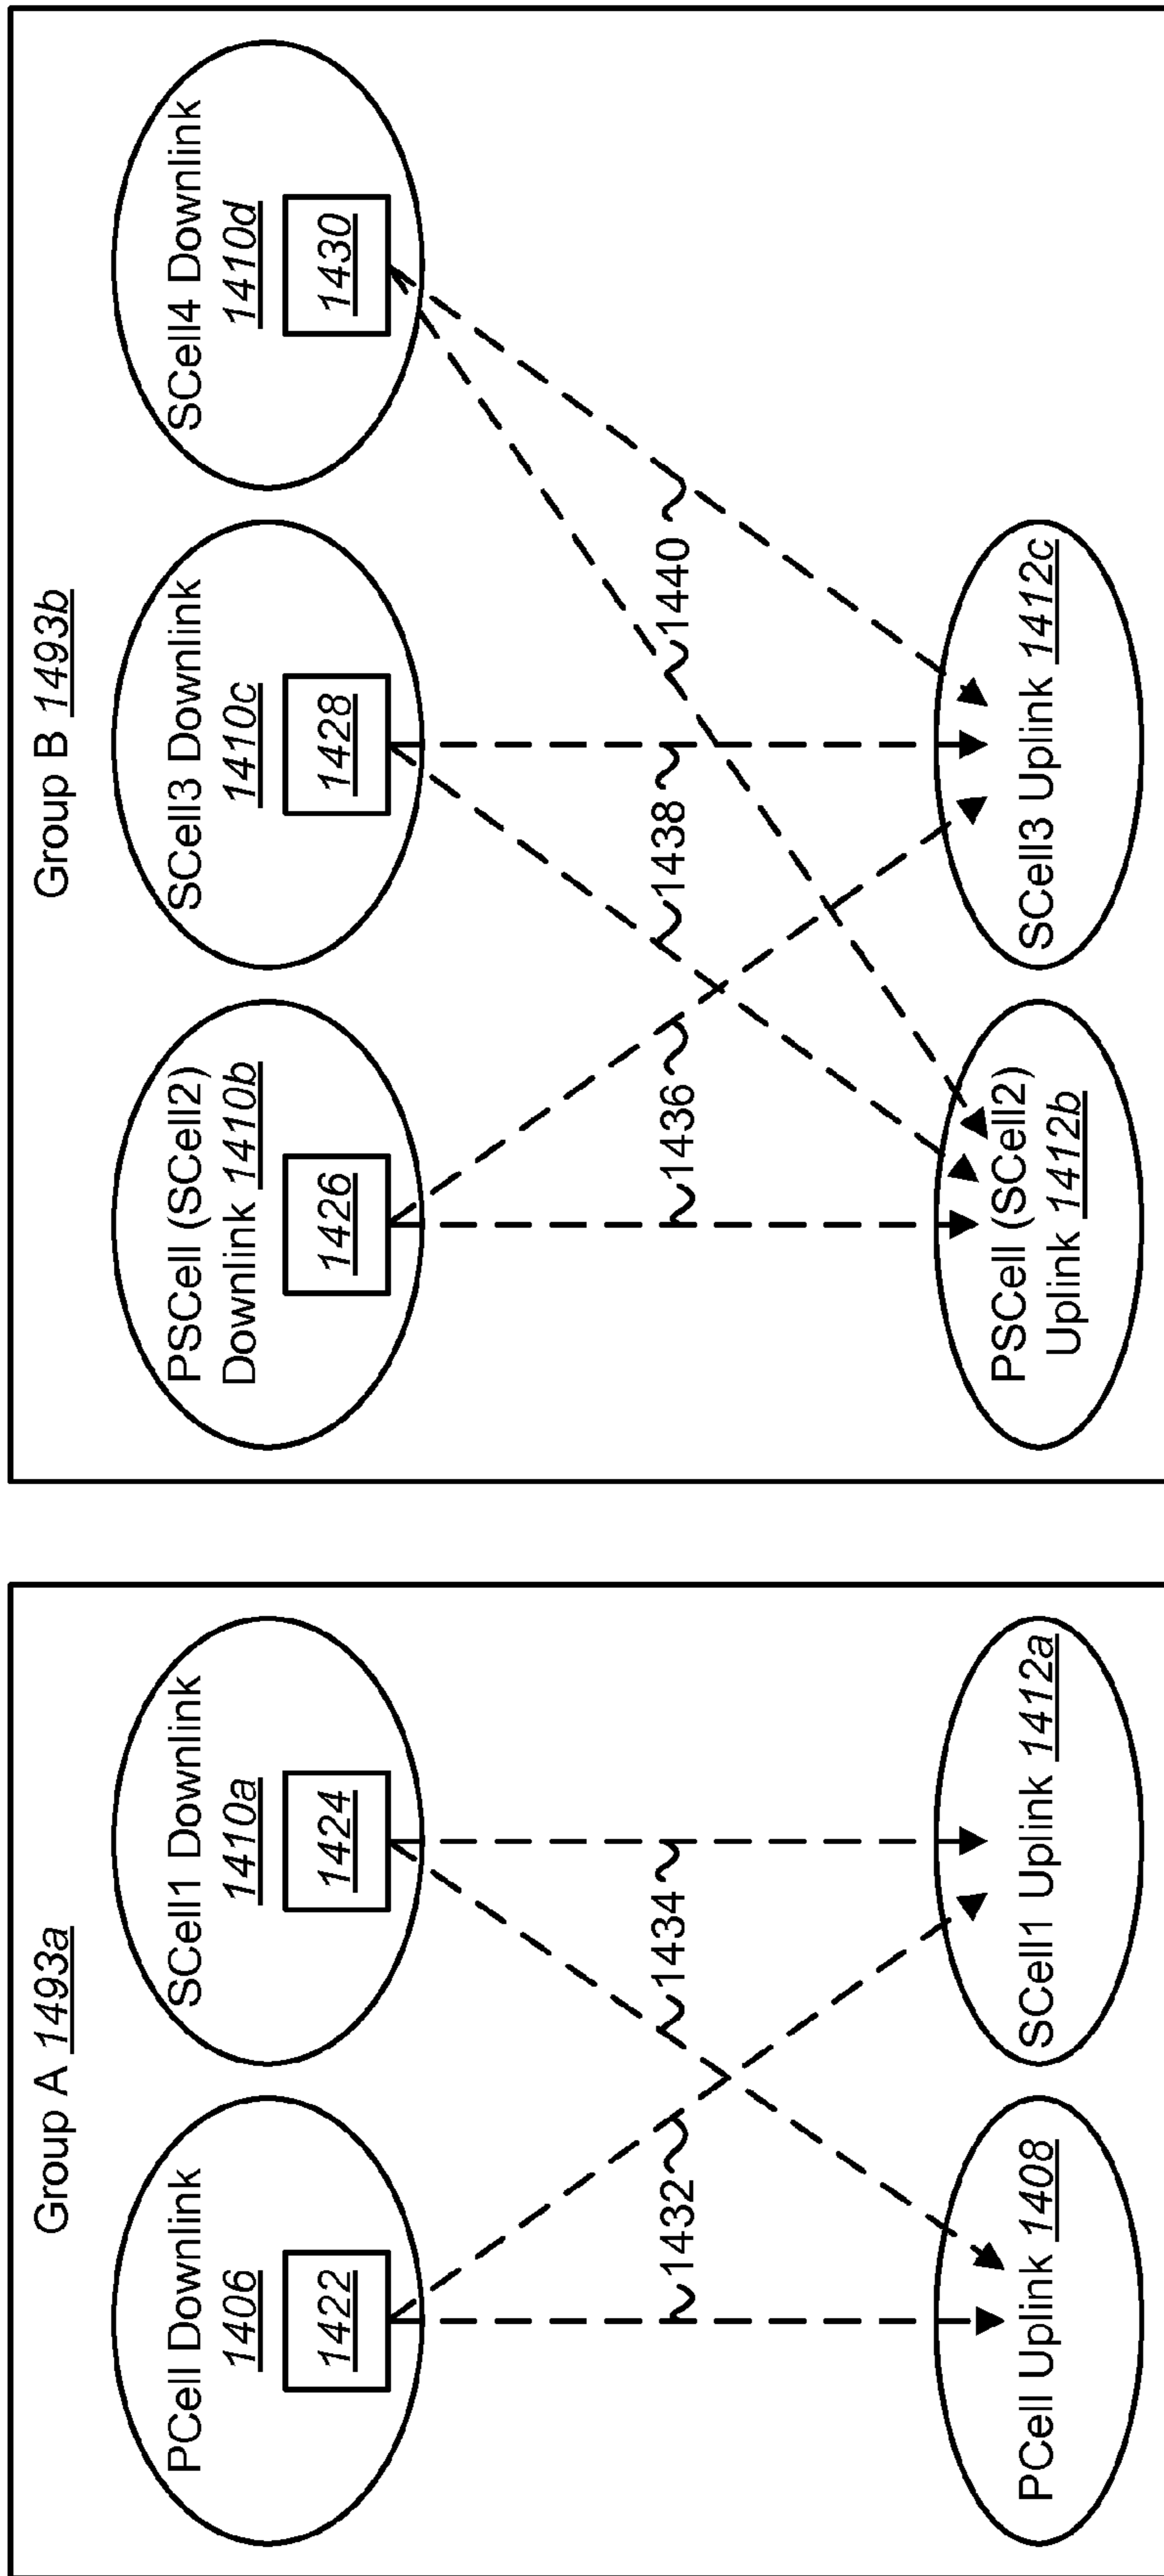 Group A 1493a
PCell Downlink
1406
1422
SCell1 Downlink
1410a
1424
1432
1434
PCell Uplink 1408
SCell1 Uplink 1412a
Group B 1493b
PSCell (SCell2)
Downlink 1410b
1426
SCell3 Downlink
1410c
1428
SCell4 Downlink
1410d
1430
1436
1438
1440
PSCell (SCell2)
Uplink 1412b
SCell3 Uplink 1412c